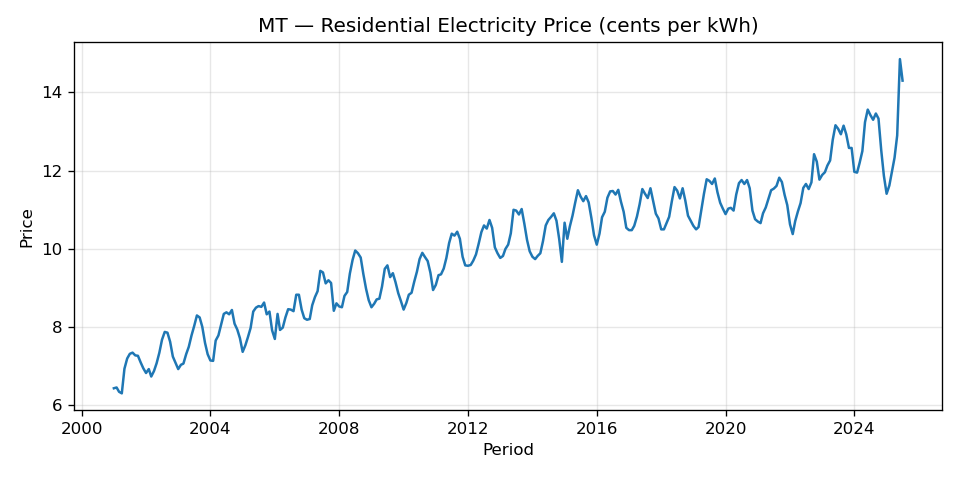 MT — Residential Electricity Price (cents per kWh)
Price
14
12
10
8
6
2000 2004 2008 2012 2016 2020 2024
Period